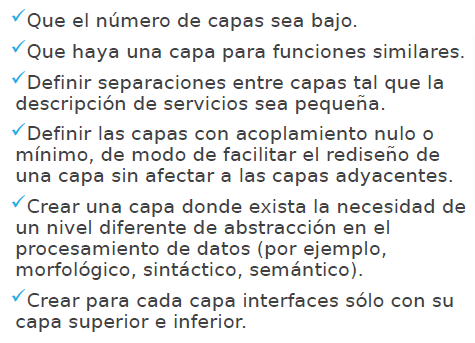 ✓Que el número de capas sea bajo.
✓Que haya una capa para funciones similares.
✓Definir separaciones entre capas tal que la
descripción de servicios sea pequeña.
✓Definir las capas con acoplamiento nulo o
mínimo, de modo de facilitar el rediseño de
una capa sin afectar a las capas adyacentes.
✓Crear una capa donde exista la necesidad de
un nivel diferente de abstracción en el
procesamiento de datos (por ejemplo,
morfológico, sintáctico, semántico).
✓Crear para cada capa interfaces sólo con su
capa superior e inferior.